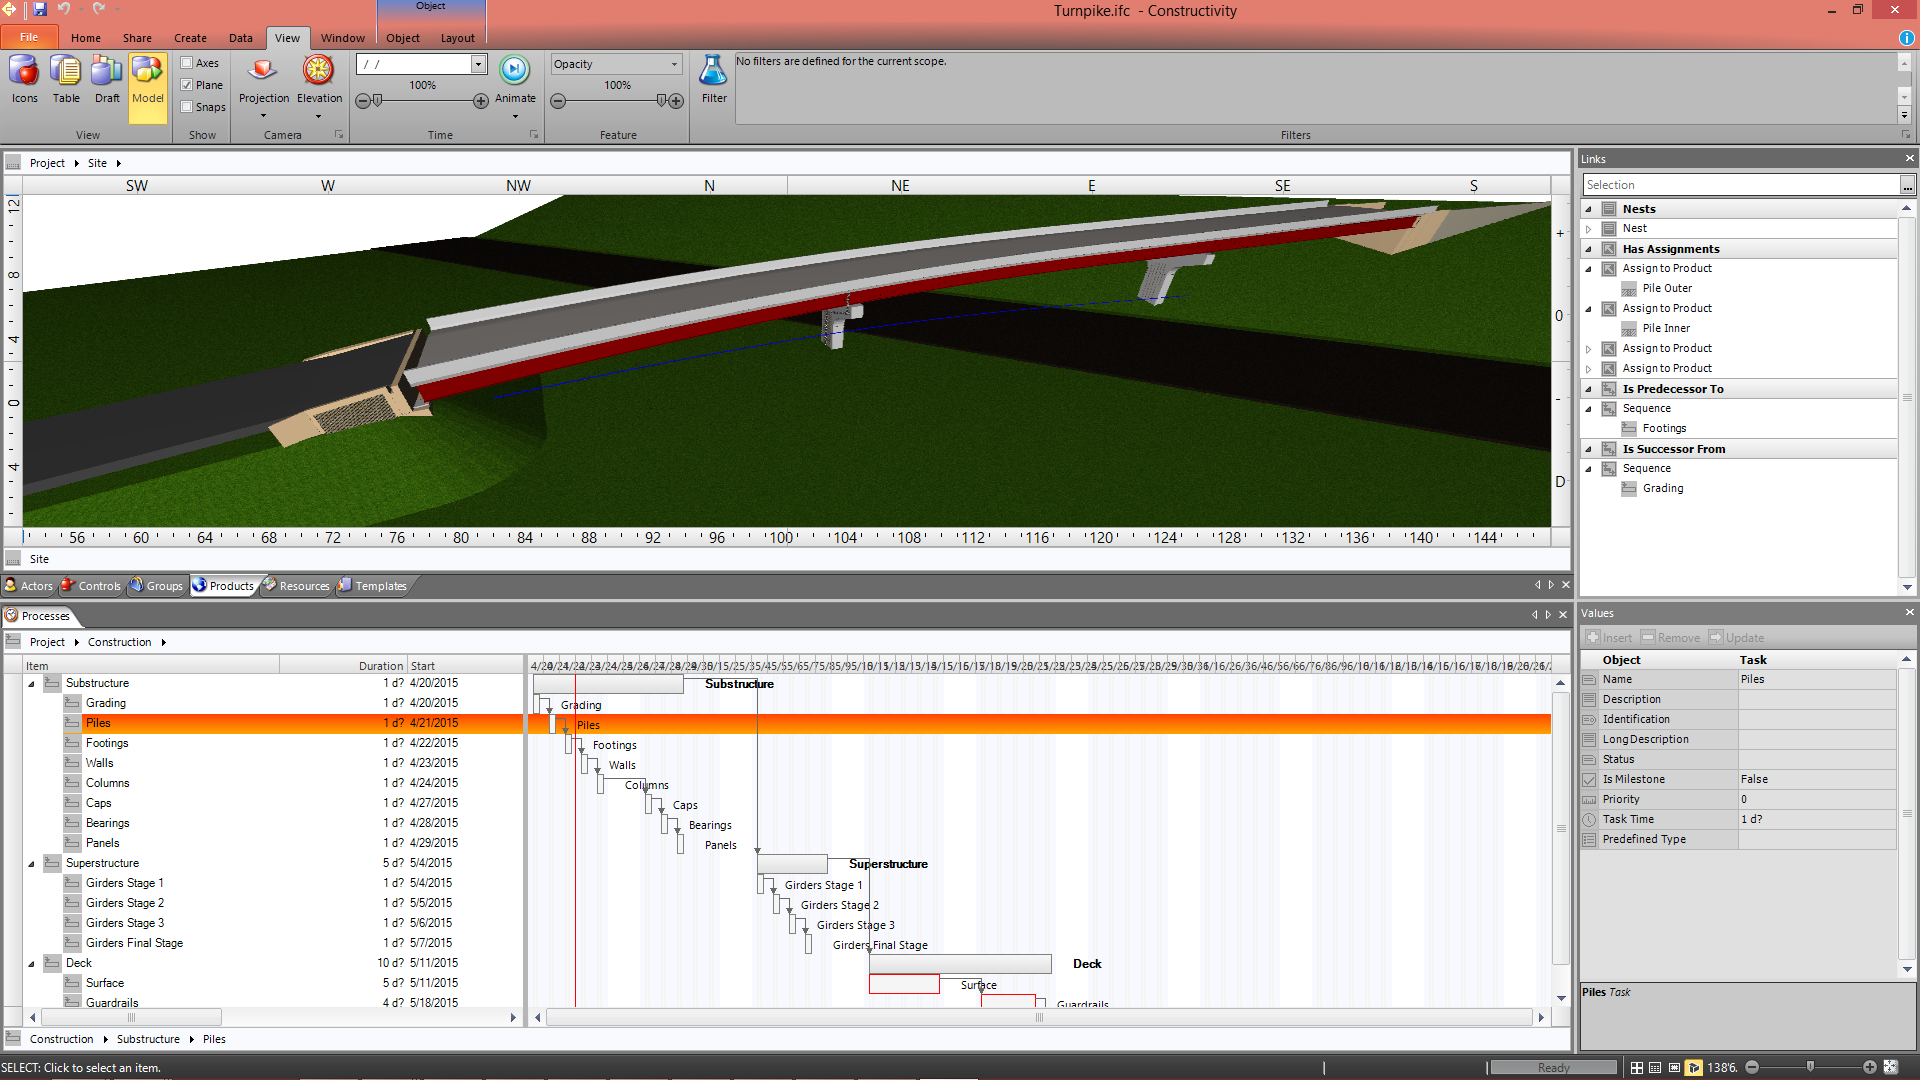 Object
Turnpike.ifc - Constructivity
File Home Share Create Data View Window Object Layout
Icons Table Draft Model
Axes
Plane
Snaps
Projection Elevation
/ /
100%
Animate
Opacity
100%
Filter
No filters are defined for the current scope.
View Show Camera Time Feature Filters
Project Site
SW W NW N NE E SE S
12
8
4
0
4
+
0
-
D
56 60 64 68 72 76 80 84 88 92 96 100 104 108 112 116 120 124 128 132 136 140 144
Site
Actors Controls Groups Products Resources Templates
Links
Selection
...
Nests
Nest
Has Assignments
Assign to Product
Pile Outer
Assign to Product
Pile Inner
Assign to Product
Assign to Product
Is Predecessor To
Sequence
Footings
Is Successor From
Sequence
Grading
Processes
Project Construction
Item Duration Start
Substructure 1 d? 4/20/2015
Grading 1 d? 4/20/2015
Piles 1 d? 4/21/2015
Footings 1 d? 4/22/2015
Walls 1 d? 4/23/2015
Columns 1 d? 4/24/2015
Caps 1 d? 4/27/2015
Bearings 1 d? 4/28/2015
Panels 1 d? 4/29/2015
Superstructure 5 d? 5/4/2015
Girders Stage 1 1 d? 5/4/2015
Girders Stage 2 1 d? 5/5/2015
Girders Stage 3 1 d? 5/6/2015
Girders Final Stage 1 d? 5/7/2015
Deck 10 d? 5/11/2015
Surface 5 d? 5/11/2015
Guardrails 4 d? 5/18/2015
Substructure
Grading
Piles
Footings
Walls
Columns
Caps
Bearings
Panels
Superstructure
Girders Stage 1
Girders Stage 2
Girders Stage 3
Girders Final Stage
Deck
Surface
Guardrails
Construction Substructure Piles
Values
Insert Remove Update
Object Task
Name Piles
Description
Identification
LongDescription
Status
Is Milestone False
Priority 0
Task Time 1 d?
Predefined Type
Piles Task
SELECT: Click to select an item.
Ready
138'6.